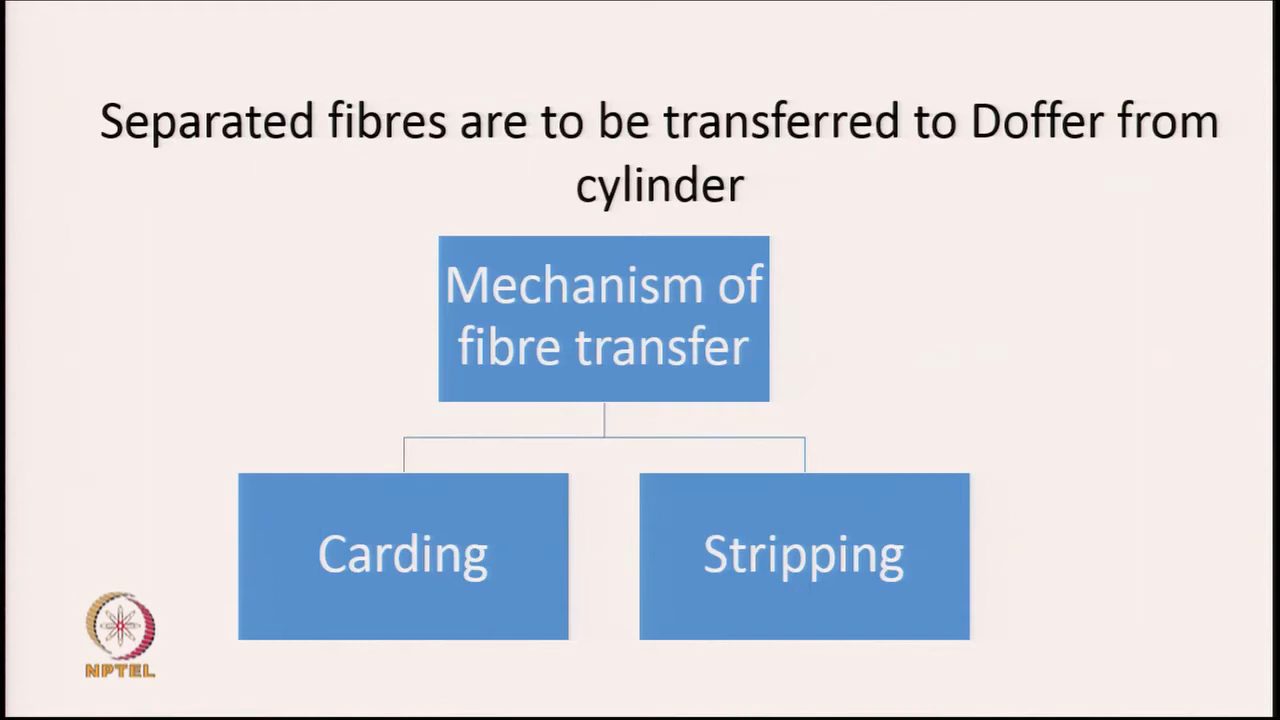 Separated fibres are to be transferred to Doffer from
cylinder
Mechanism of
fibre transfer
Carding
Stripping
NPTEL